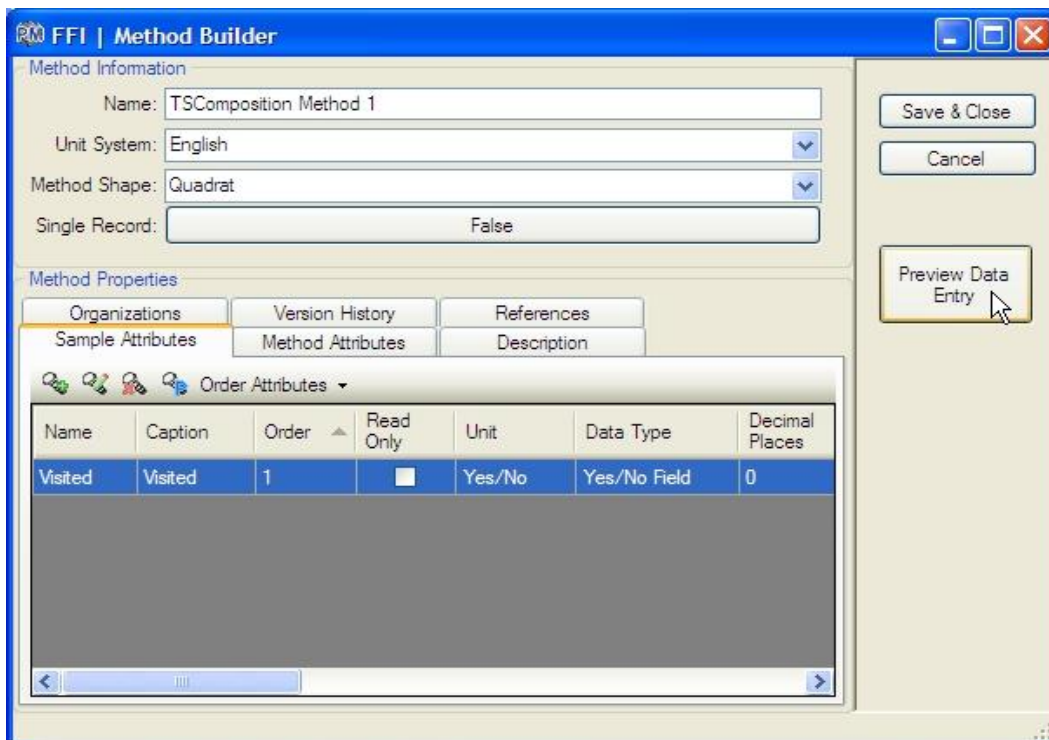 FFI | Method Builder
Method Information
Name: TSComposition Method 1
Unit System: English
Method Shape: Quadrat
Single Record: False
Save & Close
Cancel
Preview Data
Entry
Method Properties
Organizations Version History References
Sample Attributes Method Attributes Description
Order Attributes
Name Caption Order Read Only Unit Data Type Decimal Places
Visited Visited 1 Yes/No Yes/No Field 0